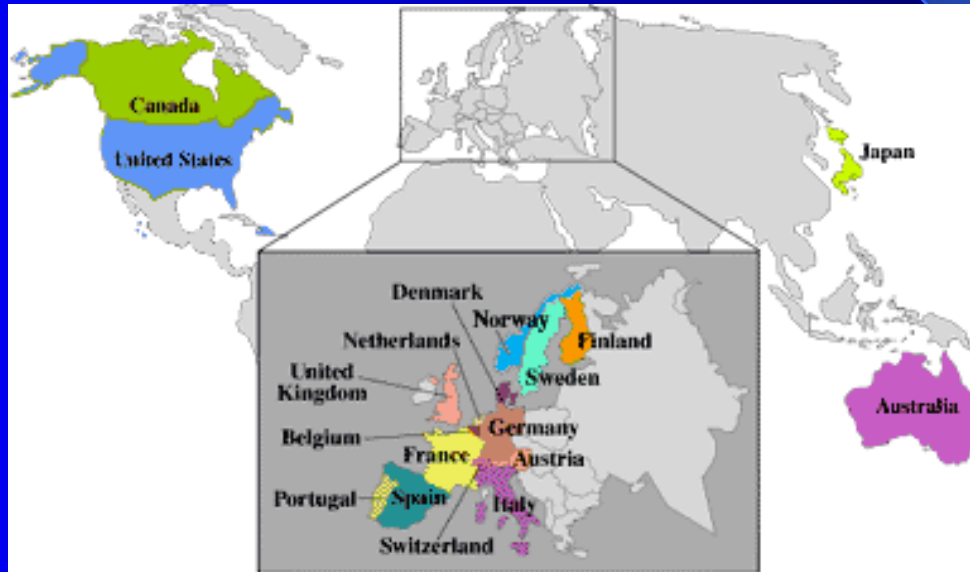 Canada
United States
Japan
Denmark
Norway
Netherlands
Finland
United
Kingdom
Sweden
Australia
Belgium
Germany
France
Austria
Portugal
Spain
Italy
Switzerland